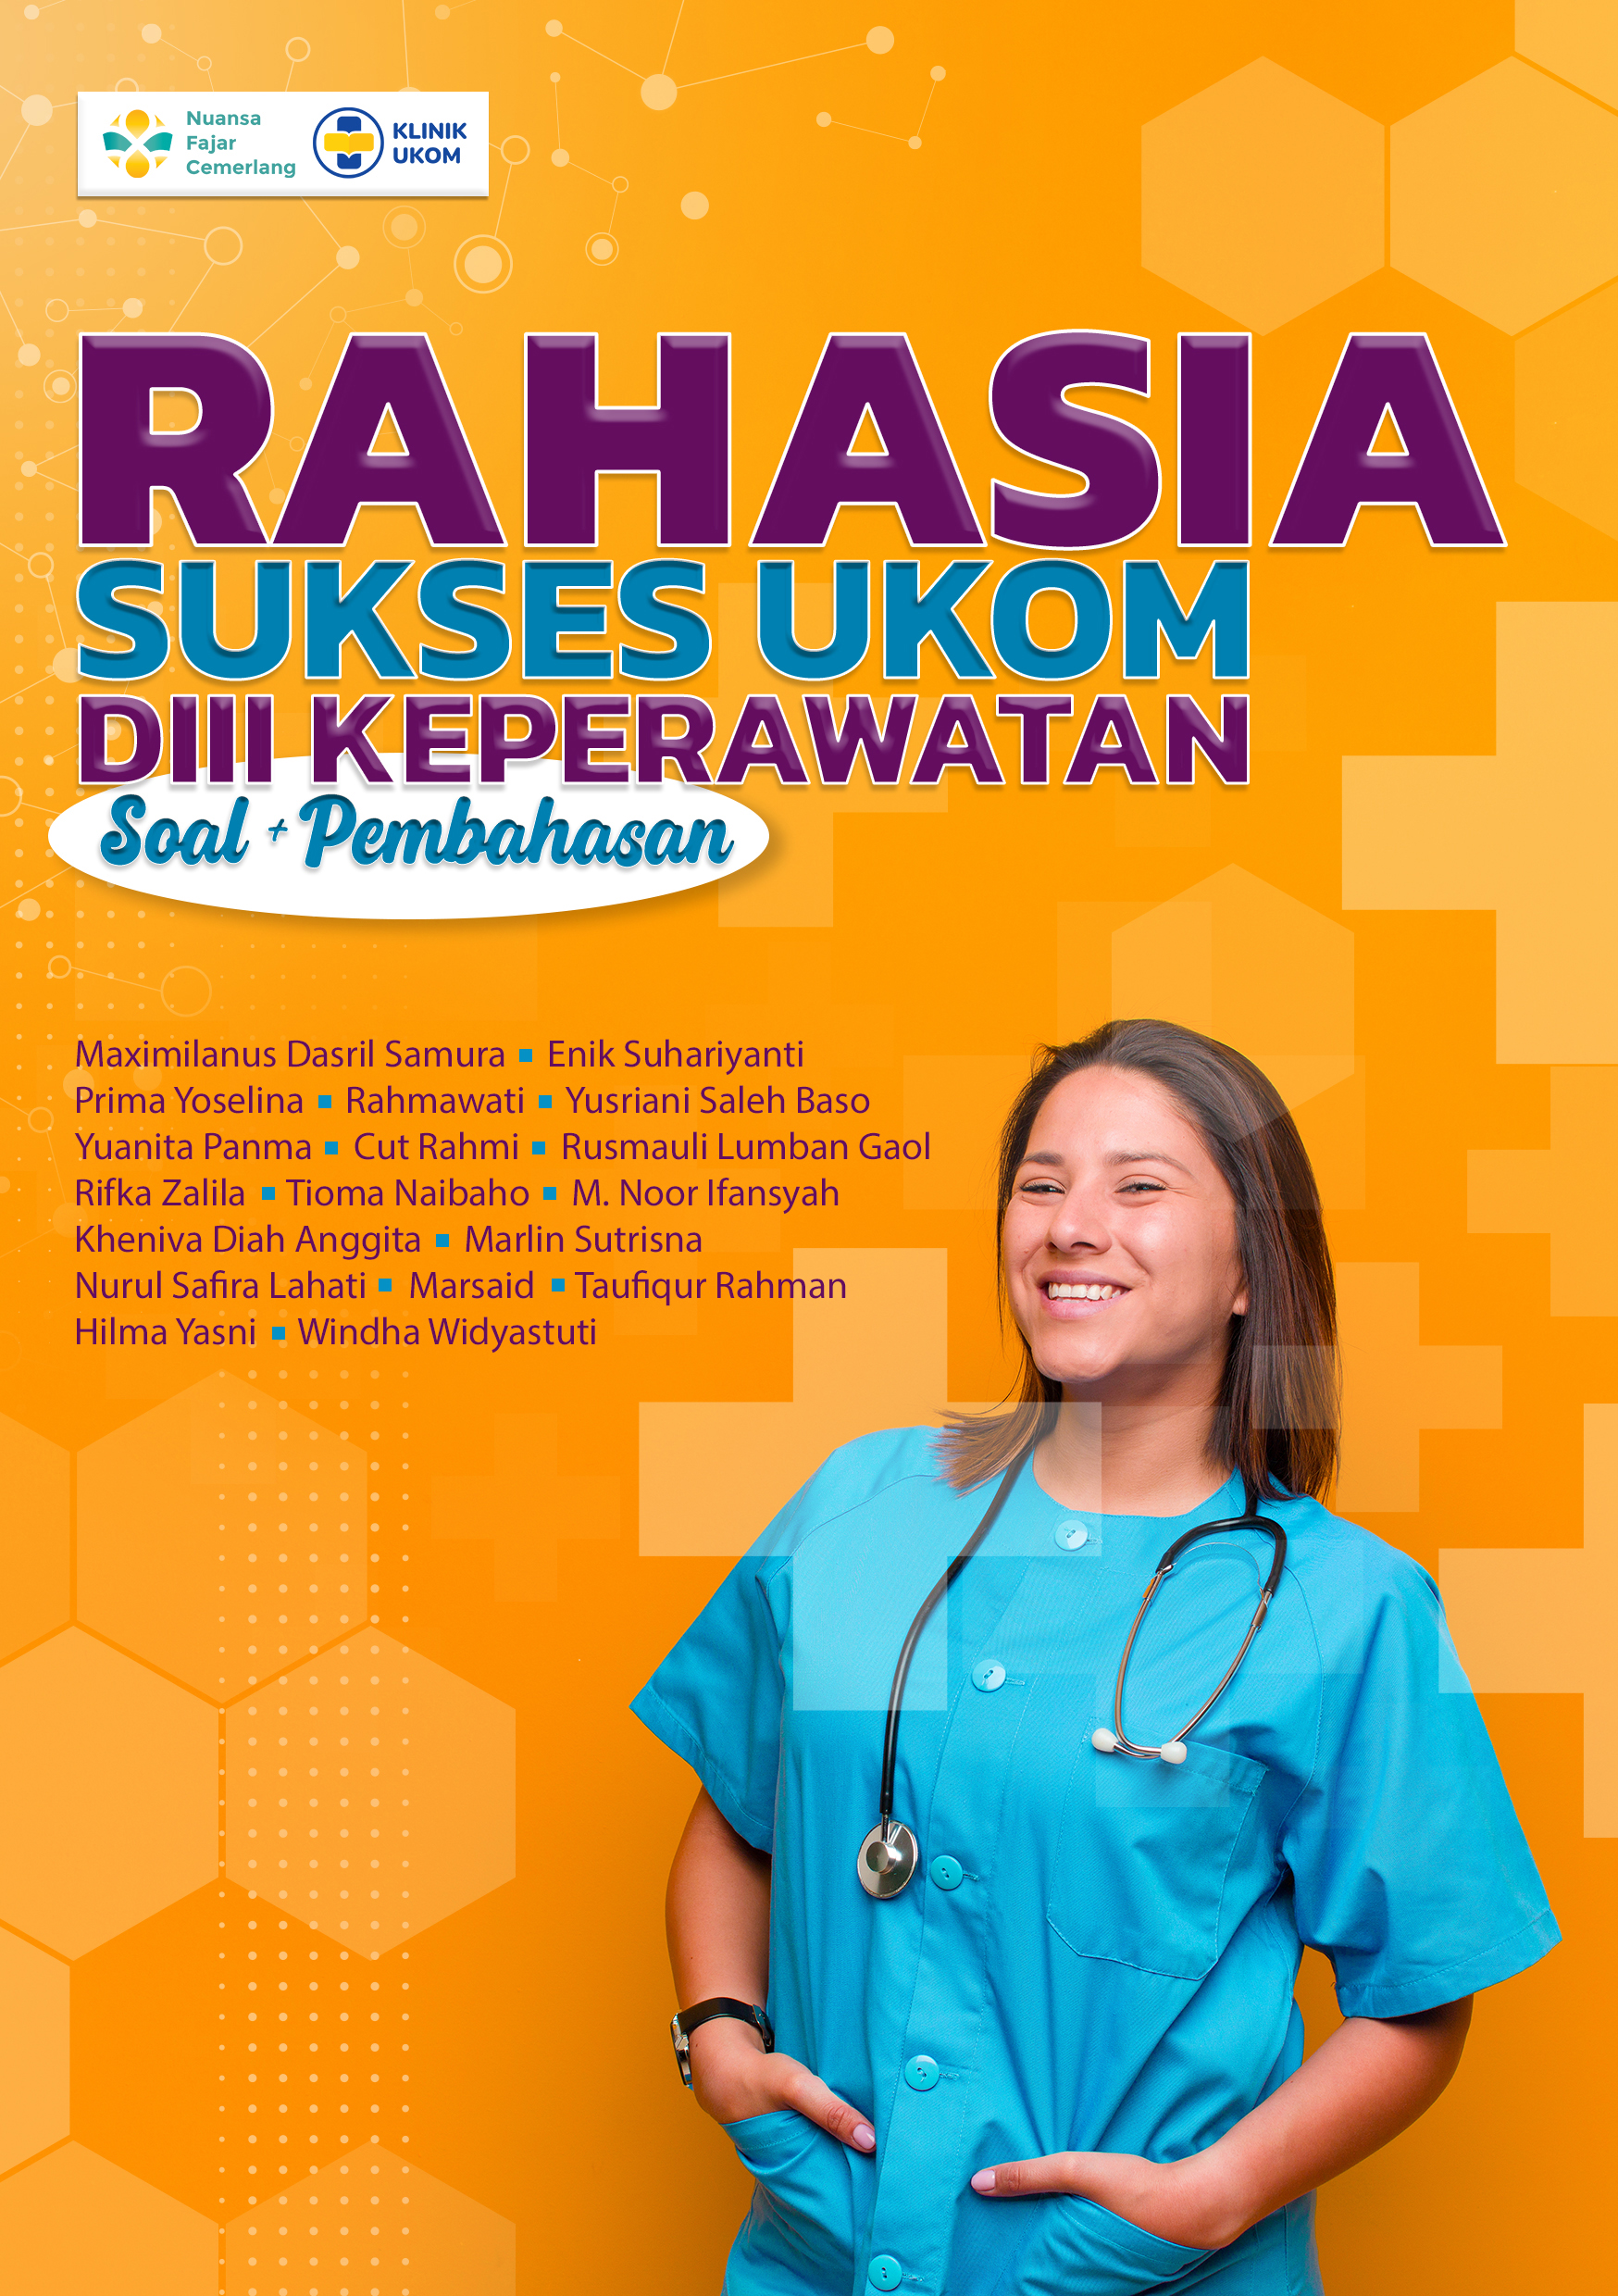 Nuansa
Fajar
Cemerlang
KLINIK
UKOM
RAHASIA
SUKSES UKOM
DIII KEPERAWATAN
Soal + Pembahasan
Maximilanus Dasril Samura ▪ Enik Suhariyanti
Prima Yoselina ▪ Rahmawati ▪ Yusriani Saleh Baso
Yuanita Panma ▪ Cut Rahmi ▪ Rusmauli Lumban Gaol
Rifka Zalila ▪ Tioma Naibaho ▪ M. Noor Ifansyah
Kheniva Diah Anggita ▪ Marlin Sutrisna
Nurul Safira Lahati ▪ Marsaid ▪ Taufiqur Rahman
Hilma Yasni ▪ Windha Widyastuti